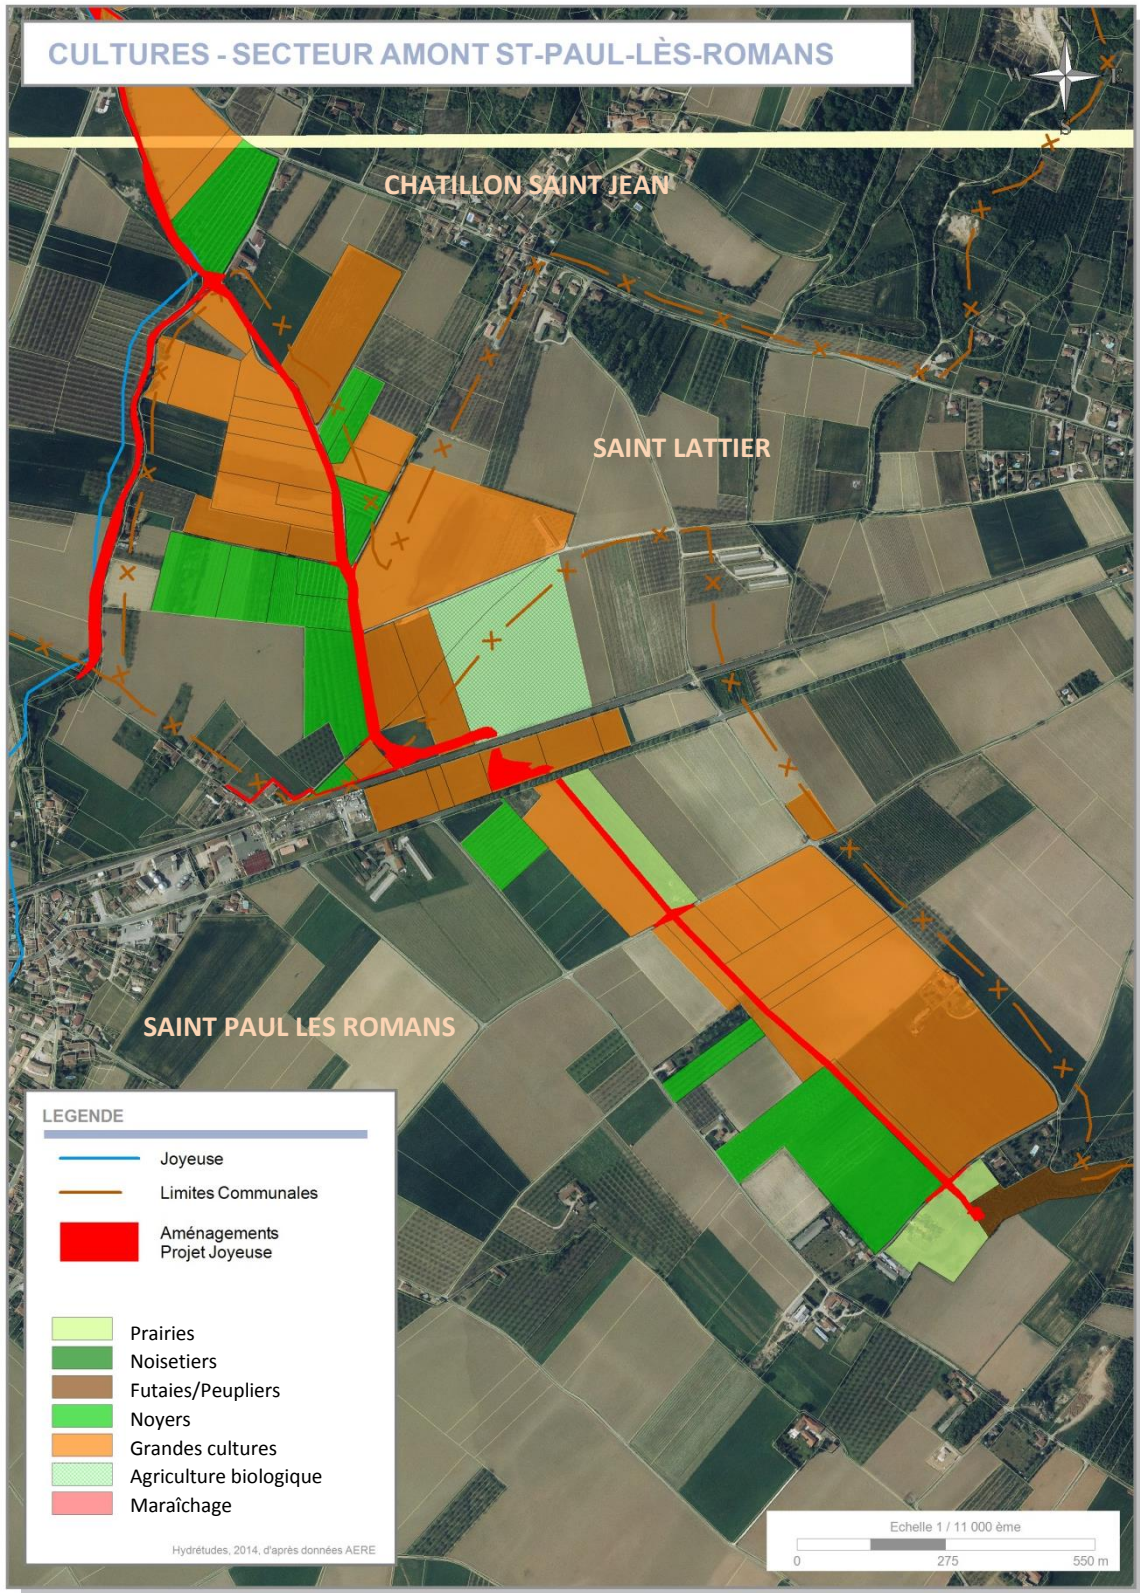 CULTURES - SECTEUR AMONT ST-PAUL-LÈS-ROMANS
N
W
E
S
CHATILLON SAINT JEAN
SAINT LATTIER
SAINT PAUL LES ROMANS
LEGENDE
Joyeuse
Limites Communales
Aménagements
Projet Joyeuse
Prairies
Noisetiers
Futaies/Peupliers
Noyers
Grandes cultures
Agriculture biologique
Maraîchage
Hydrétudes, 2014, d'après données AERE
Echelle 1 / 11 000 ème
0 275 550 m